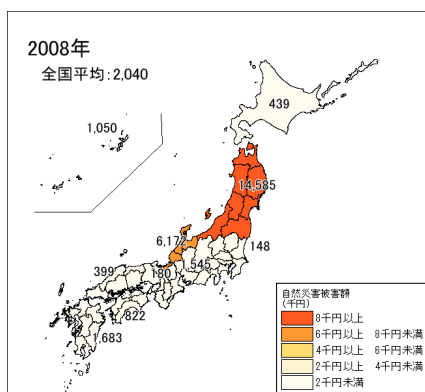 2008年
全国平均:2,040
439
1,050
14,585
6,172
148
1,545
399
180
822
683
自然災害被害額
(千円)
8千円以上
6千円以上 8千円未満
4千円以上 6千円未満
2千円以上 4千円未満
2千円未満